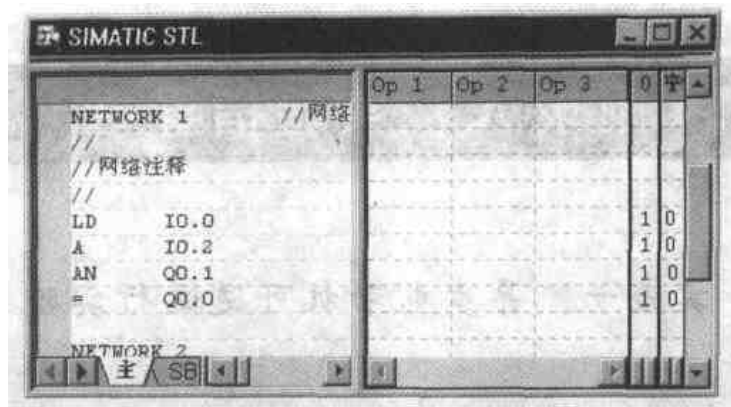 SIMATIC STL
Op 1 Op 2 Op 3 0 中
NETWORK 1 //网络
//
//网络注释
//
LD I0.0 1 0
A I0.2 1 0
AN Q0.1 1 0
= Q0.0 1 0
NETWORK 2
主 SB